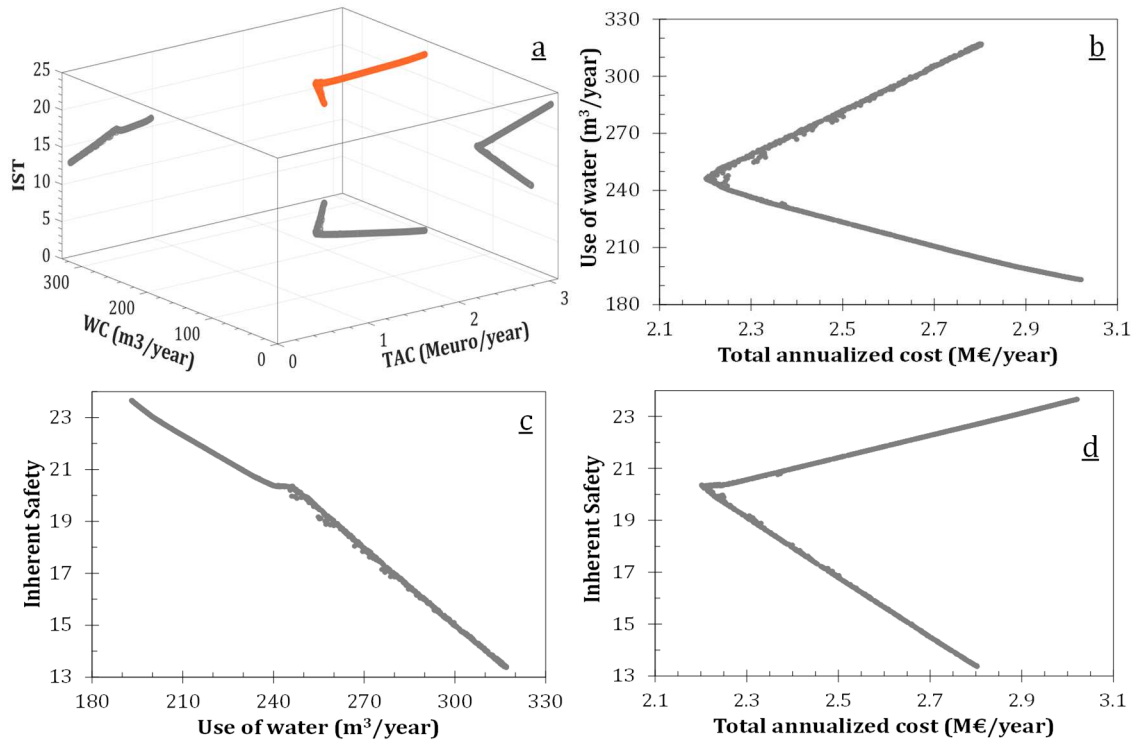 a
25
20
15
10
5
0
IST
300
200
100
0
WC (m3/year)
0
1
2
3
TAC (Meuro/year)
b
330
300
270
240
210
180
Use of water (m³/year)
2.1 2.3 2.5 2.7 2.9 3.1
Total annualized cost (M€/year)
c
23
21
19
17
15
13
Inherent Safety
180 210 240 270 300 330
Use of water (m³/year)
d
23
21
19
17
15
13
Inherent Safety
2.1 2.3 2.5 2.7 2.9 3.1
Total annualized cost (M€/year)